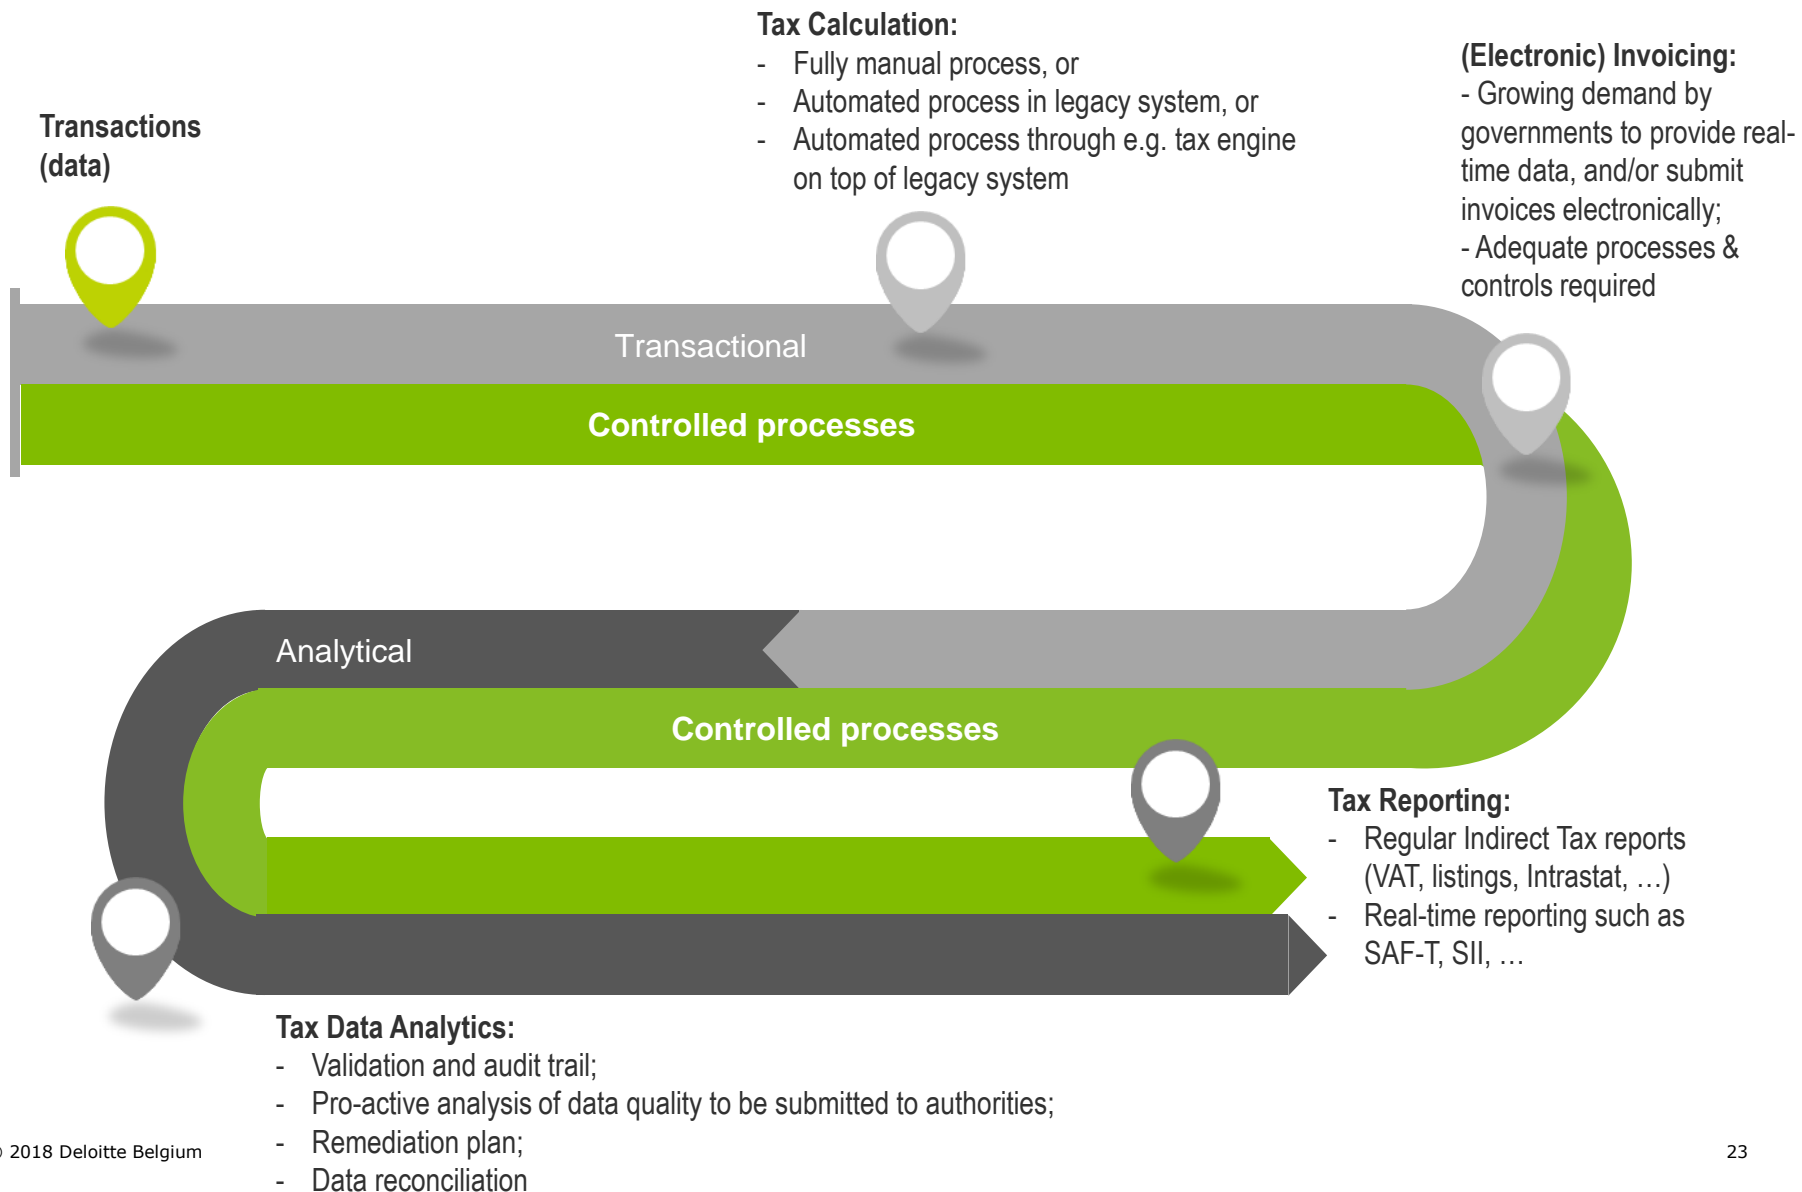 Tax Calculation:
- Fully manual process, or
- Automated process in legacy system, or
- Automated process through e.g. tax engine
on top of legacy system
(Electronic) Invoicing:
- Growing demand by
governments to provide real-
time data, and/or submit
invoices electronically;
- Adequate processes &
controls required
Transactions
(data)
Transactional
Controlled processes
Analytical
Controlled processes
Tax Reporting:
- Regular Indirect Tax reports
(VAT, listings, Intrastat, …)
- Real-time reporting such as
SAF-T, SII, …
Tax Data Analytics:
- Validation and audit trail;
- Pro-active analysis of data quality to be submitted to authorities;
- Remediation plan;
- Data reconciliation
© 2018 Deloitte Belgium
23